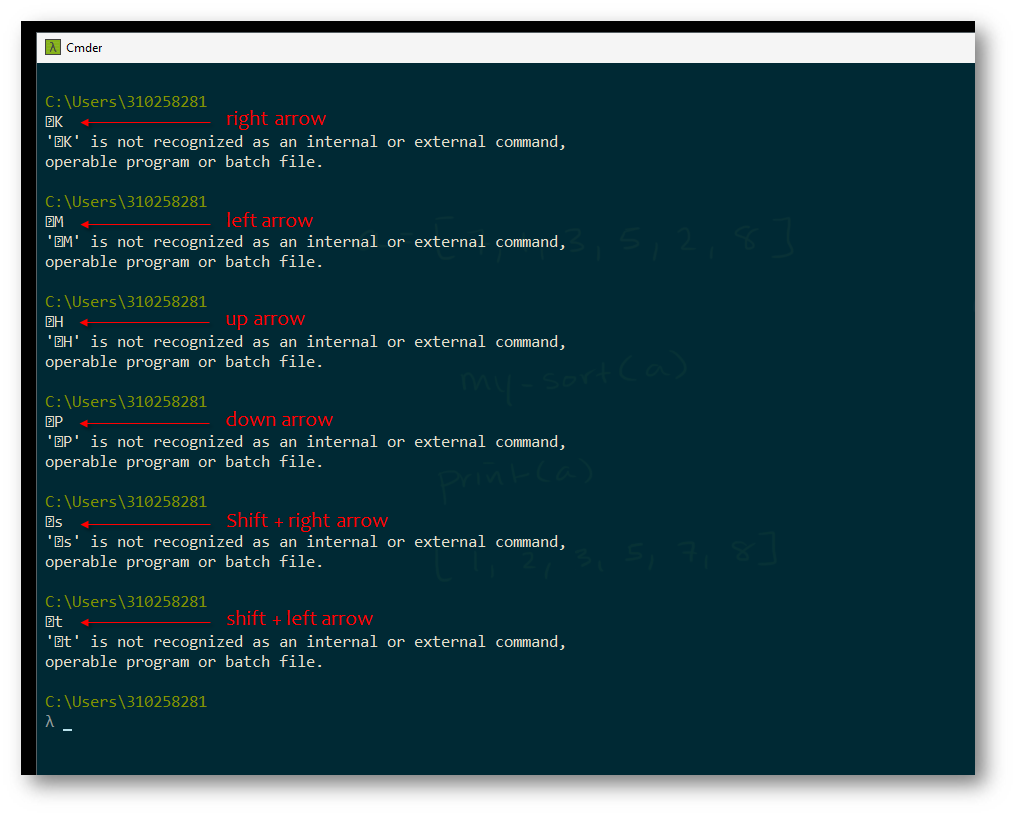 λ Cmder
C:\Users\310258281
⍰K right arrow
'⍰K' is not recognized as an internal or external command,
operable program or batch file.
C:\Users\310258281
⍰M left arrow
'⍰M' is not recognized as an internal or external command,
operable program or batch file.
C:\Users\310258281
⍰H up arrow
'⍰H' is not recognized as an internal or external command,
operable program or batch file.
C:\Users\310258281
⍰P down arrow
'⍰P' is not recognized as an internal or external command,
operable program or batch file.
C:\Users\310258281
⍰s Shift + right arrow
'⍰s' is not recognized as an internal or external command,
operable program or batch file.
C:\Users\310258281
⍰t shift + left arrow
'⍰t' is not recognized as an internal or external command,
operable program or batch file.
C:\Users\310258281
λ _
3, 5, 2, 8 ]
my-sort(a)
print(a)
[ 1, 2, 3, 5, 7, 8 ]